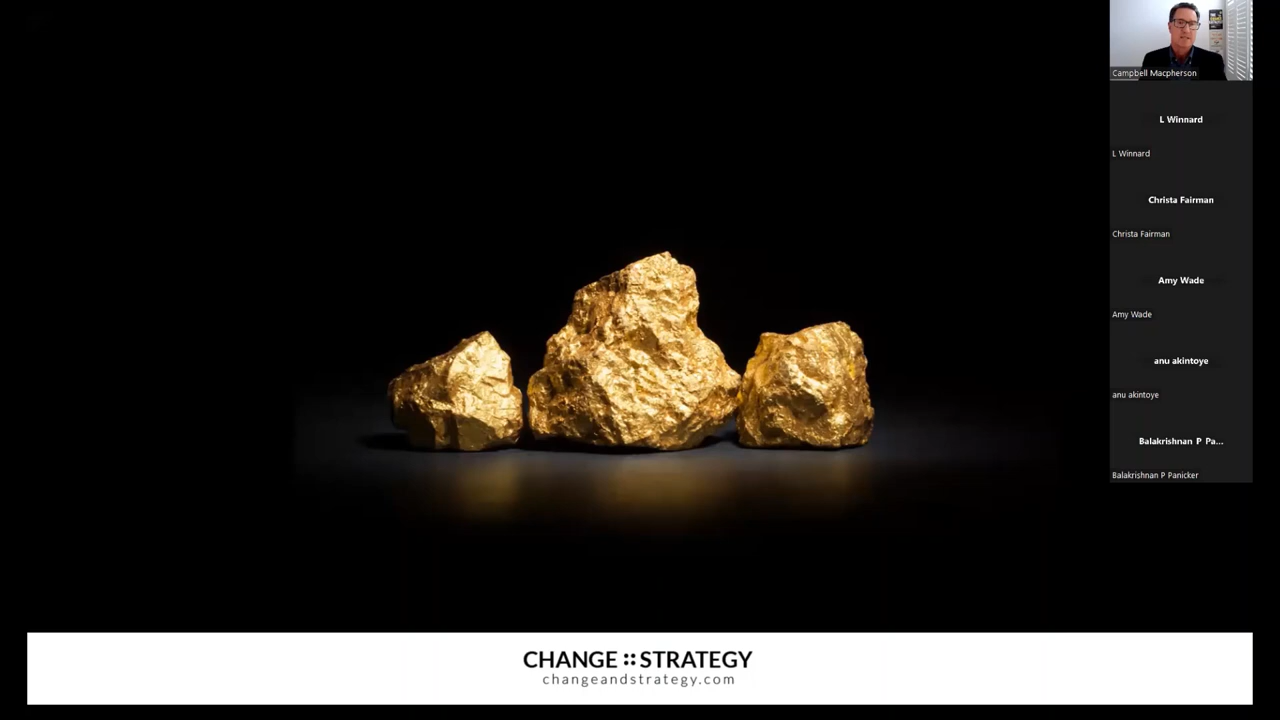 Campbell Macpherson
L Winnard
L Winnard
Christa Fairman
Christa Fairman
Amy Wade
Amy Wade
anu akintoye
anu akintoye
Balakrishnan P Pa...
Balakrishnan P Panicker
CHANGE :: STRATEGY
changeandstrategy.com